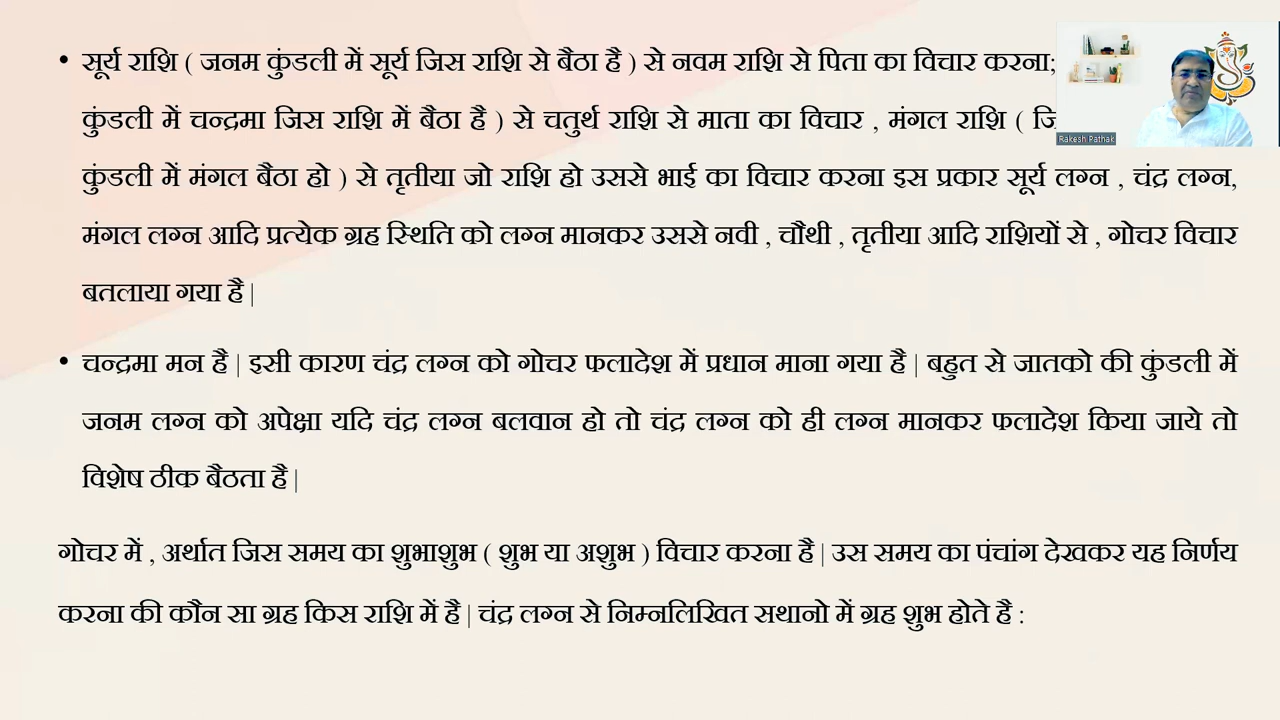 • सूर्य राशि ( जनम कुंडली में सूर्य जिस राशि से बैठा है ) से नवम राशि से पिता का विचार करना;
कुंडली में चन्द्रमा जिस राशि में बैठा है ) से चतुर्थ राशि से माता का विचार , मंगल राशि (
Rakesh Pathak
कुंडली में मंगल बैठा हो ) से तृतीया जो राशि हो उससे भाई का विचार करना इस प्रकार सूर्य लग्न , चंद्र लग्न,
मंगल लग्न आदि प्रत्येक ग्रह स्थिति को लग्न मानकर उससे नवी , चौथी , तृतीया आदि राशियों से , गोचर विचार
बतलाया गया है |
• चन्द्रमा मन है | इसी कारण चंद्र लग्न को गोचर फलादेश में प्रधान माना गया है | बहुत से जातको की कुंडली में
जनम लग्न को अपेक्षा यदि चंद्र लग्न बलवान हो तो चंद्र लग्न को ही लग्न मानकर फलादेश किया जाये तो
विशेष ठीक बैठता है |
गोचर में , अर्थात जिस समय का शुभाशुभ ( शुभ या अशुभ ) विचार करना है | उस समय का पंचांग देखकर यह निर्णय
करना की कौन सा ग्रह किस राशि में है | चंद्र लग्न से निम्नलिखित सथानो में ग्रह शुभ होते है :